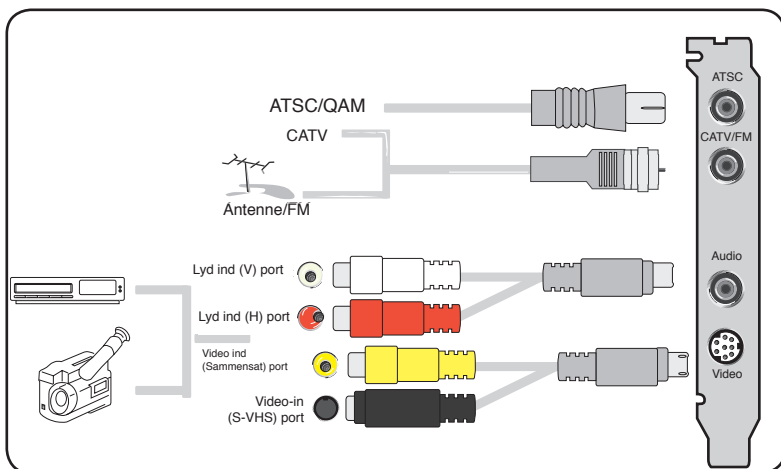 ATSC/QAM
CATV
Antenne/FM
Lyd ind (V) port
Lyd ind (H) port
Video ind
(Sammensat) port
Video-in
(S-VHS) port
ATSC
CATV/FM
Audio
Video